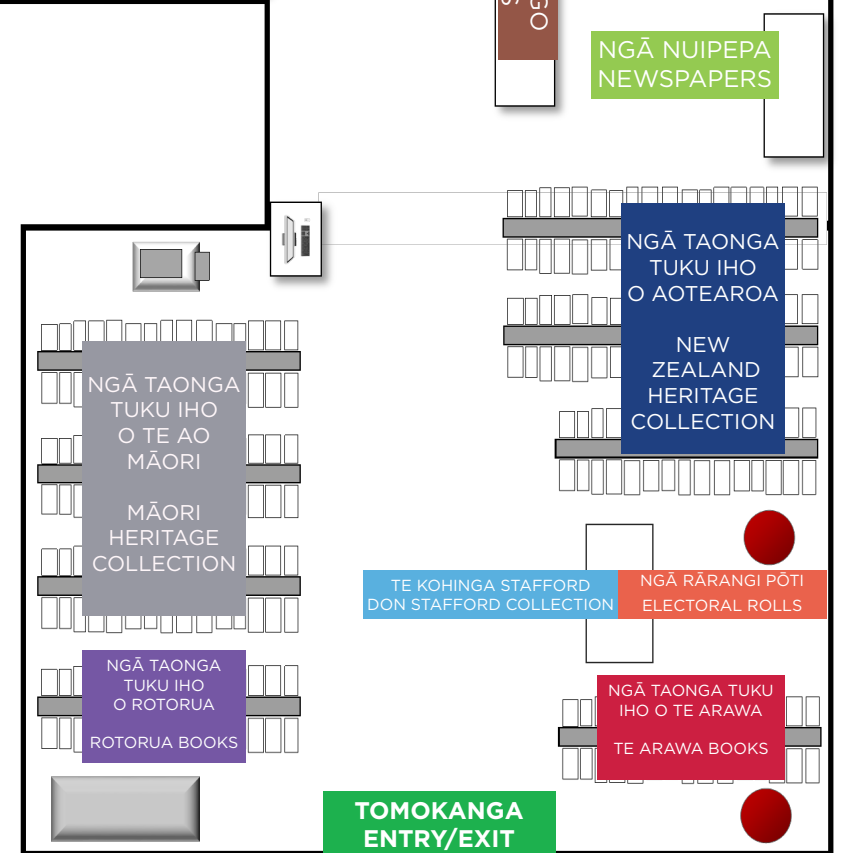 NGĀ NUIPEPA
NEWSPAPERS
NGĀ TAONGA
TUKU IHO
O AOTEAROA
NEW
ZEALAND
HERITAGE
COLLECTION
NGĀ TAONGA
TUKU IHO
O TE AO
MĀORI
MĀORI
HERITAGE
COLLECTION
TE KOHINGA STAFFORD
DON STAFFORD COLLECTION
NGĀ RĀRANGI PŌTI
ELECTORAL ROLLS
NGĀ TAONGA
TUKU IHO
O ROTORUA
ROTORUA BOOKS
NGĀ TAONGA TUKU
IHO O TE ARAWA
TE ARAWA BOOKS
TOMOKANGA
ENTRY/EXIT